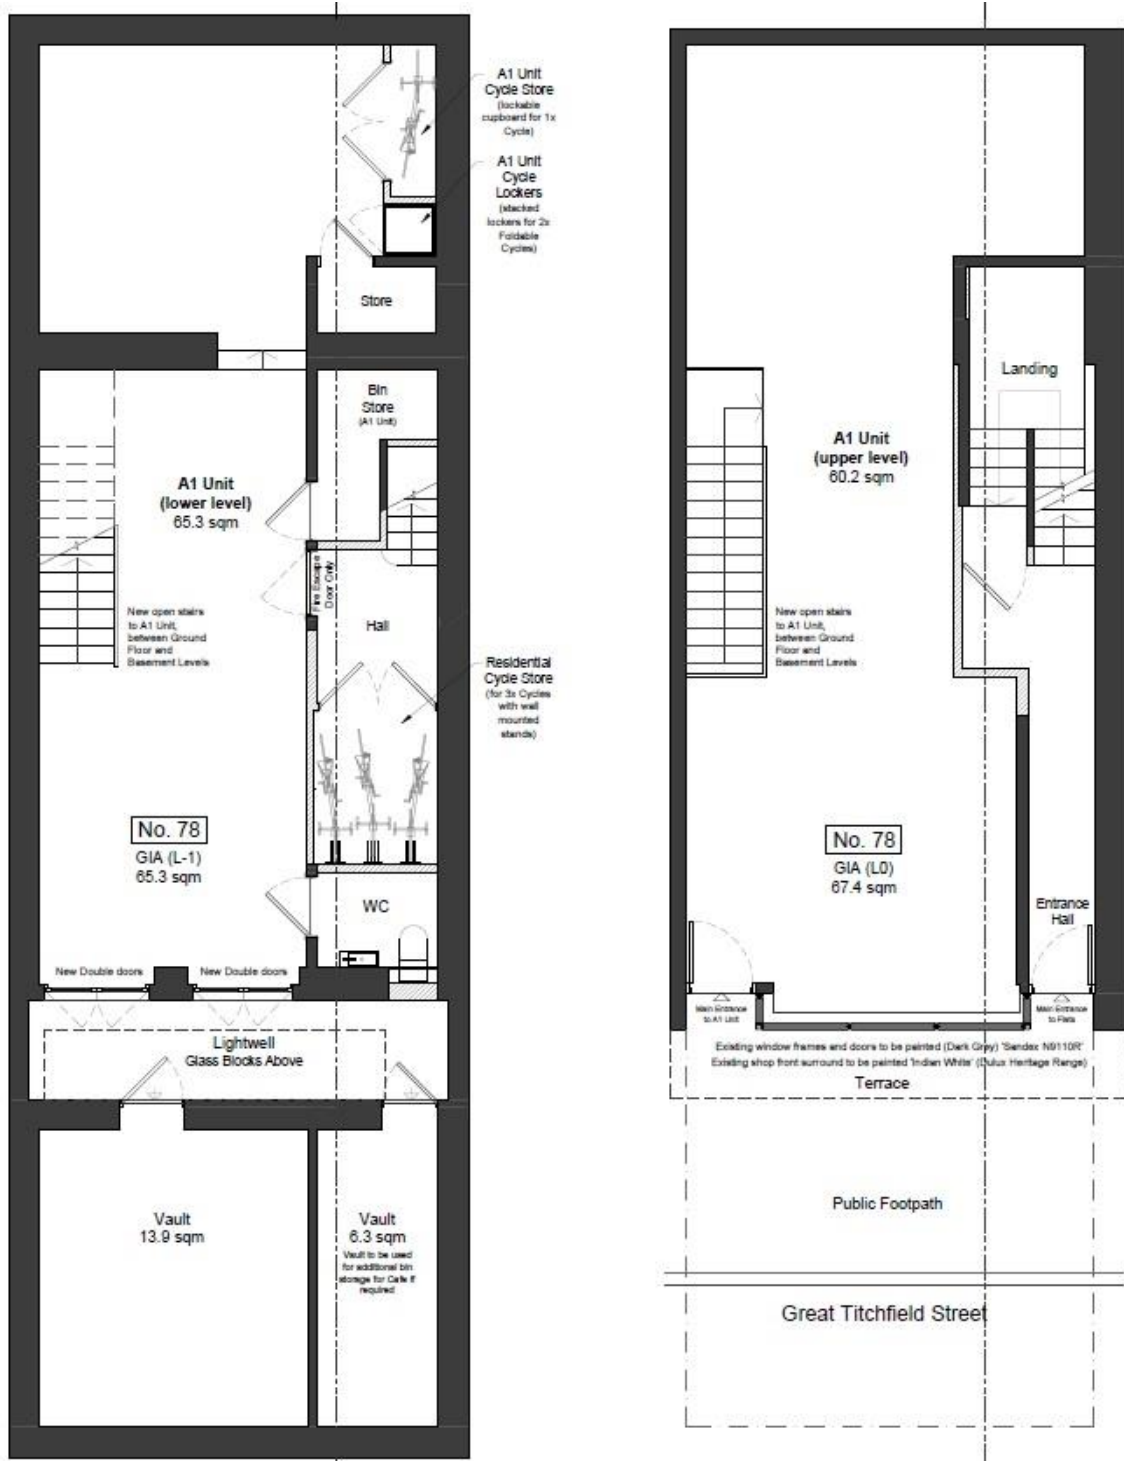 A1 Unit
Cycle Store
(lockable
cupboard for 1x
Cycle)
A1 Unit
Cycle
Lockers
(stacked
lockers for 2x
Foldable
Cycles)
Store
Bin
Store
(A1 Unit)
A1 Unit
(lower level)
65.3 sqm
Fire Escape
Door Only
New open stairs
to A1 Unit,
between Ground
Floor and
Basement Levels
Hall
Residential
Cycle Store
(for 3x Cycles
with wall
mounted
stands)
No. 78
GIA (L-1)
65.3 sqm
WC
New Double doors
New Double doors
Lightwell
Glass Blocks Above
Vault
13.9 sqm
Vault
6.3 sqm
Vault to be used
for additional bin
storage for Cafe if
required
Landing
A1 Unit
(upper level)
60.2 sqm
New open stairs
to A1 Unit,
between Ground
Floor and
Basement Levels
No. 78
GIA (L0)
67.4 sqm
Entrance
Hall
Main Entrance
to A1 Unit
Main Entrance
to Flats
Existing window frames and doors to be painted (Dark Grey) 'Sandex N9110R'
Existing shop front surround to be painted 'Indian White' (Dulux Heritage Range)
Terrace
Public Footpath
Great Titchfield Street